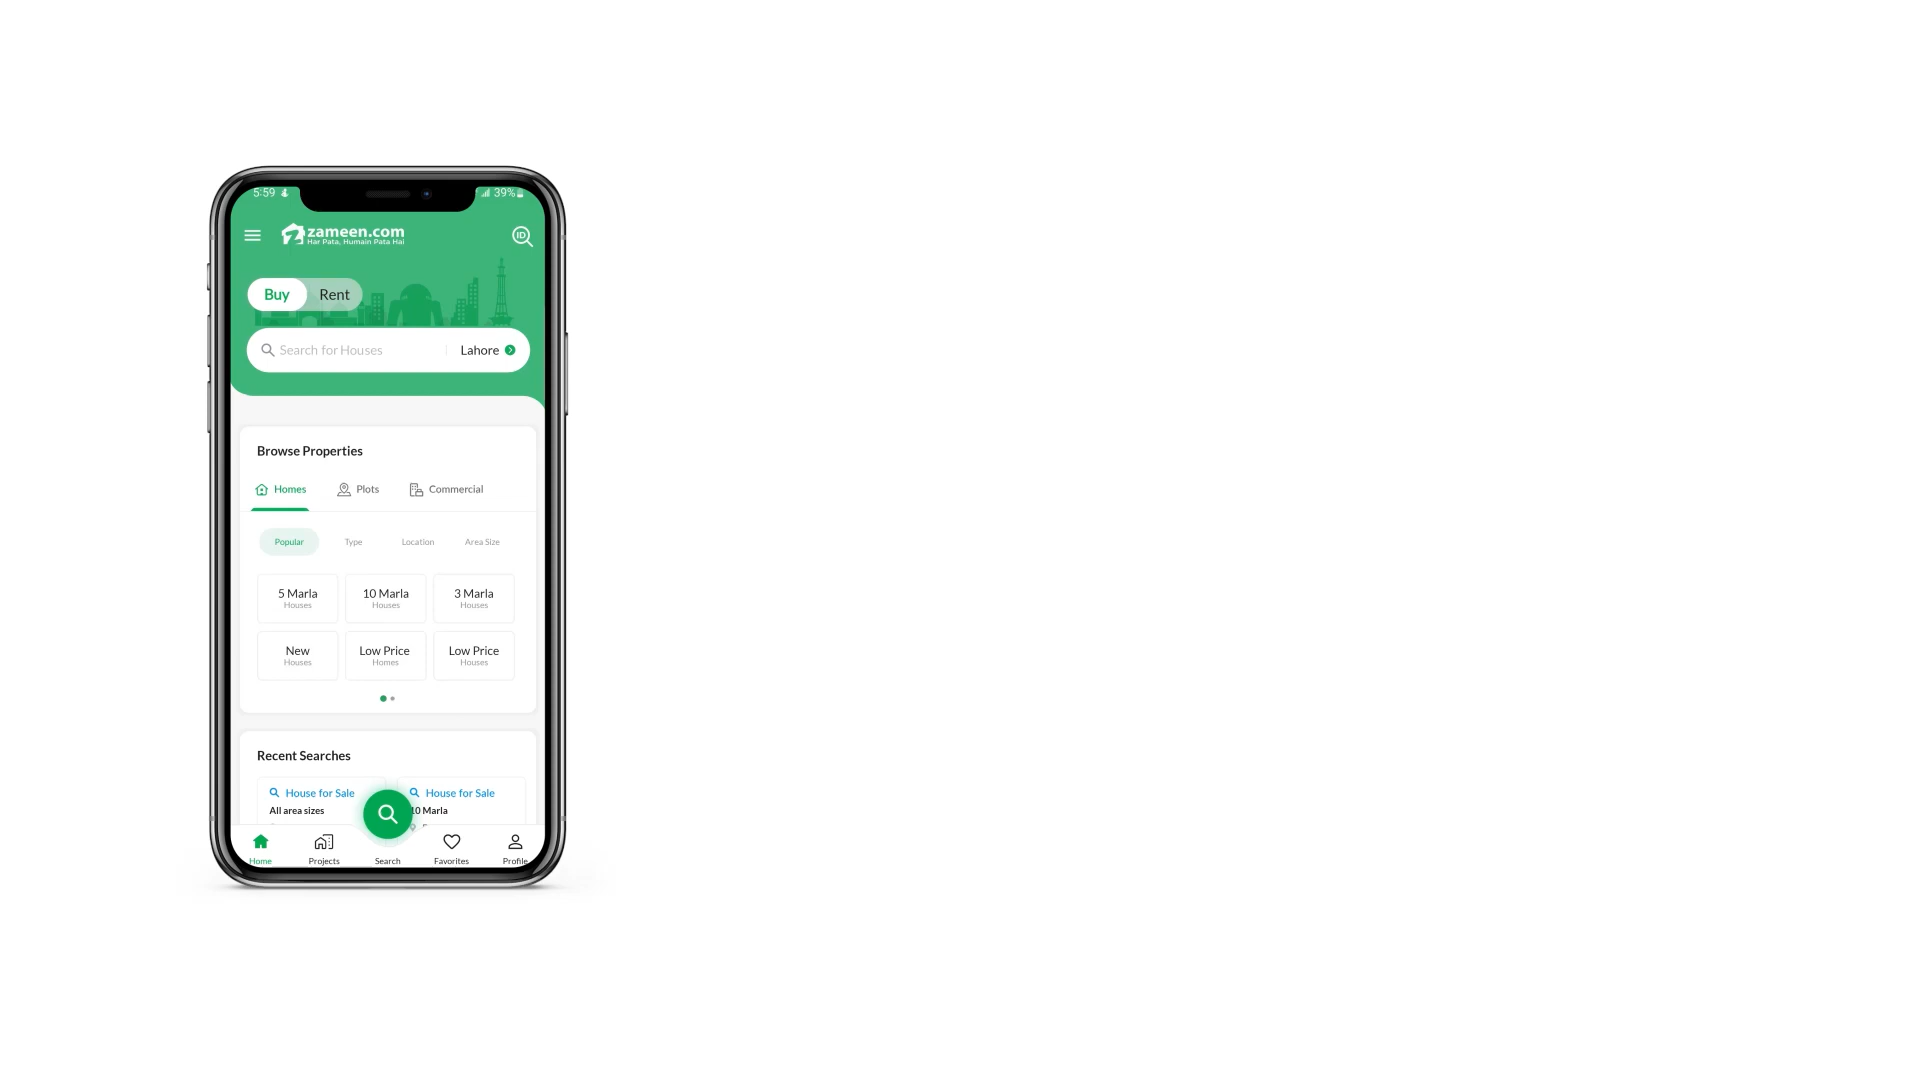 5:59 39%
zameen.com
Har Pata, Humain Pata Hai
ID
Buy Rent
Search for Houses Lahore
Browse Properties
Homes Plots Commercial
Popular Type Location Area Size
5 Marla 10 Marla 3 Marla
Houses Houses Houses
New Low Price Low Price
Houses Homes Houses
Recent Searches
House for Sale House for Sale
All area sizes 10 Marla
Home Projects Search Favorites Profile